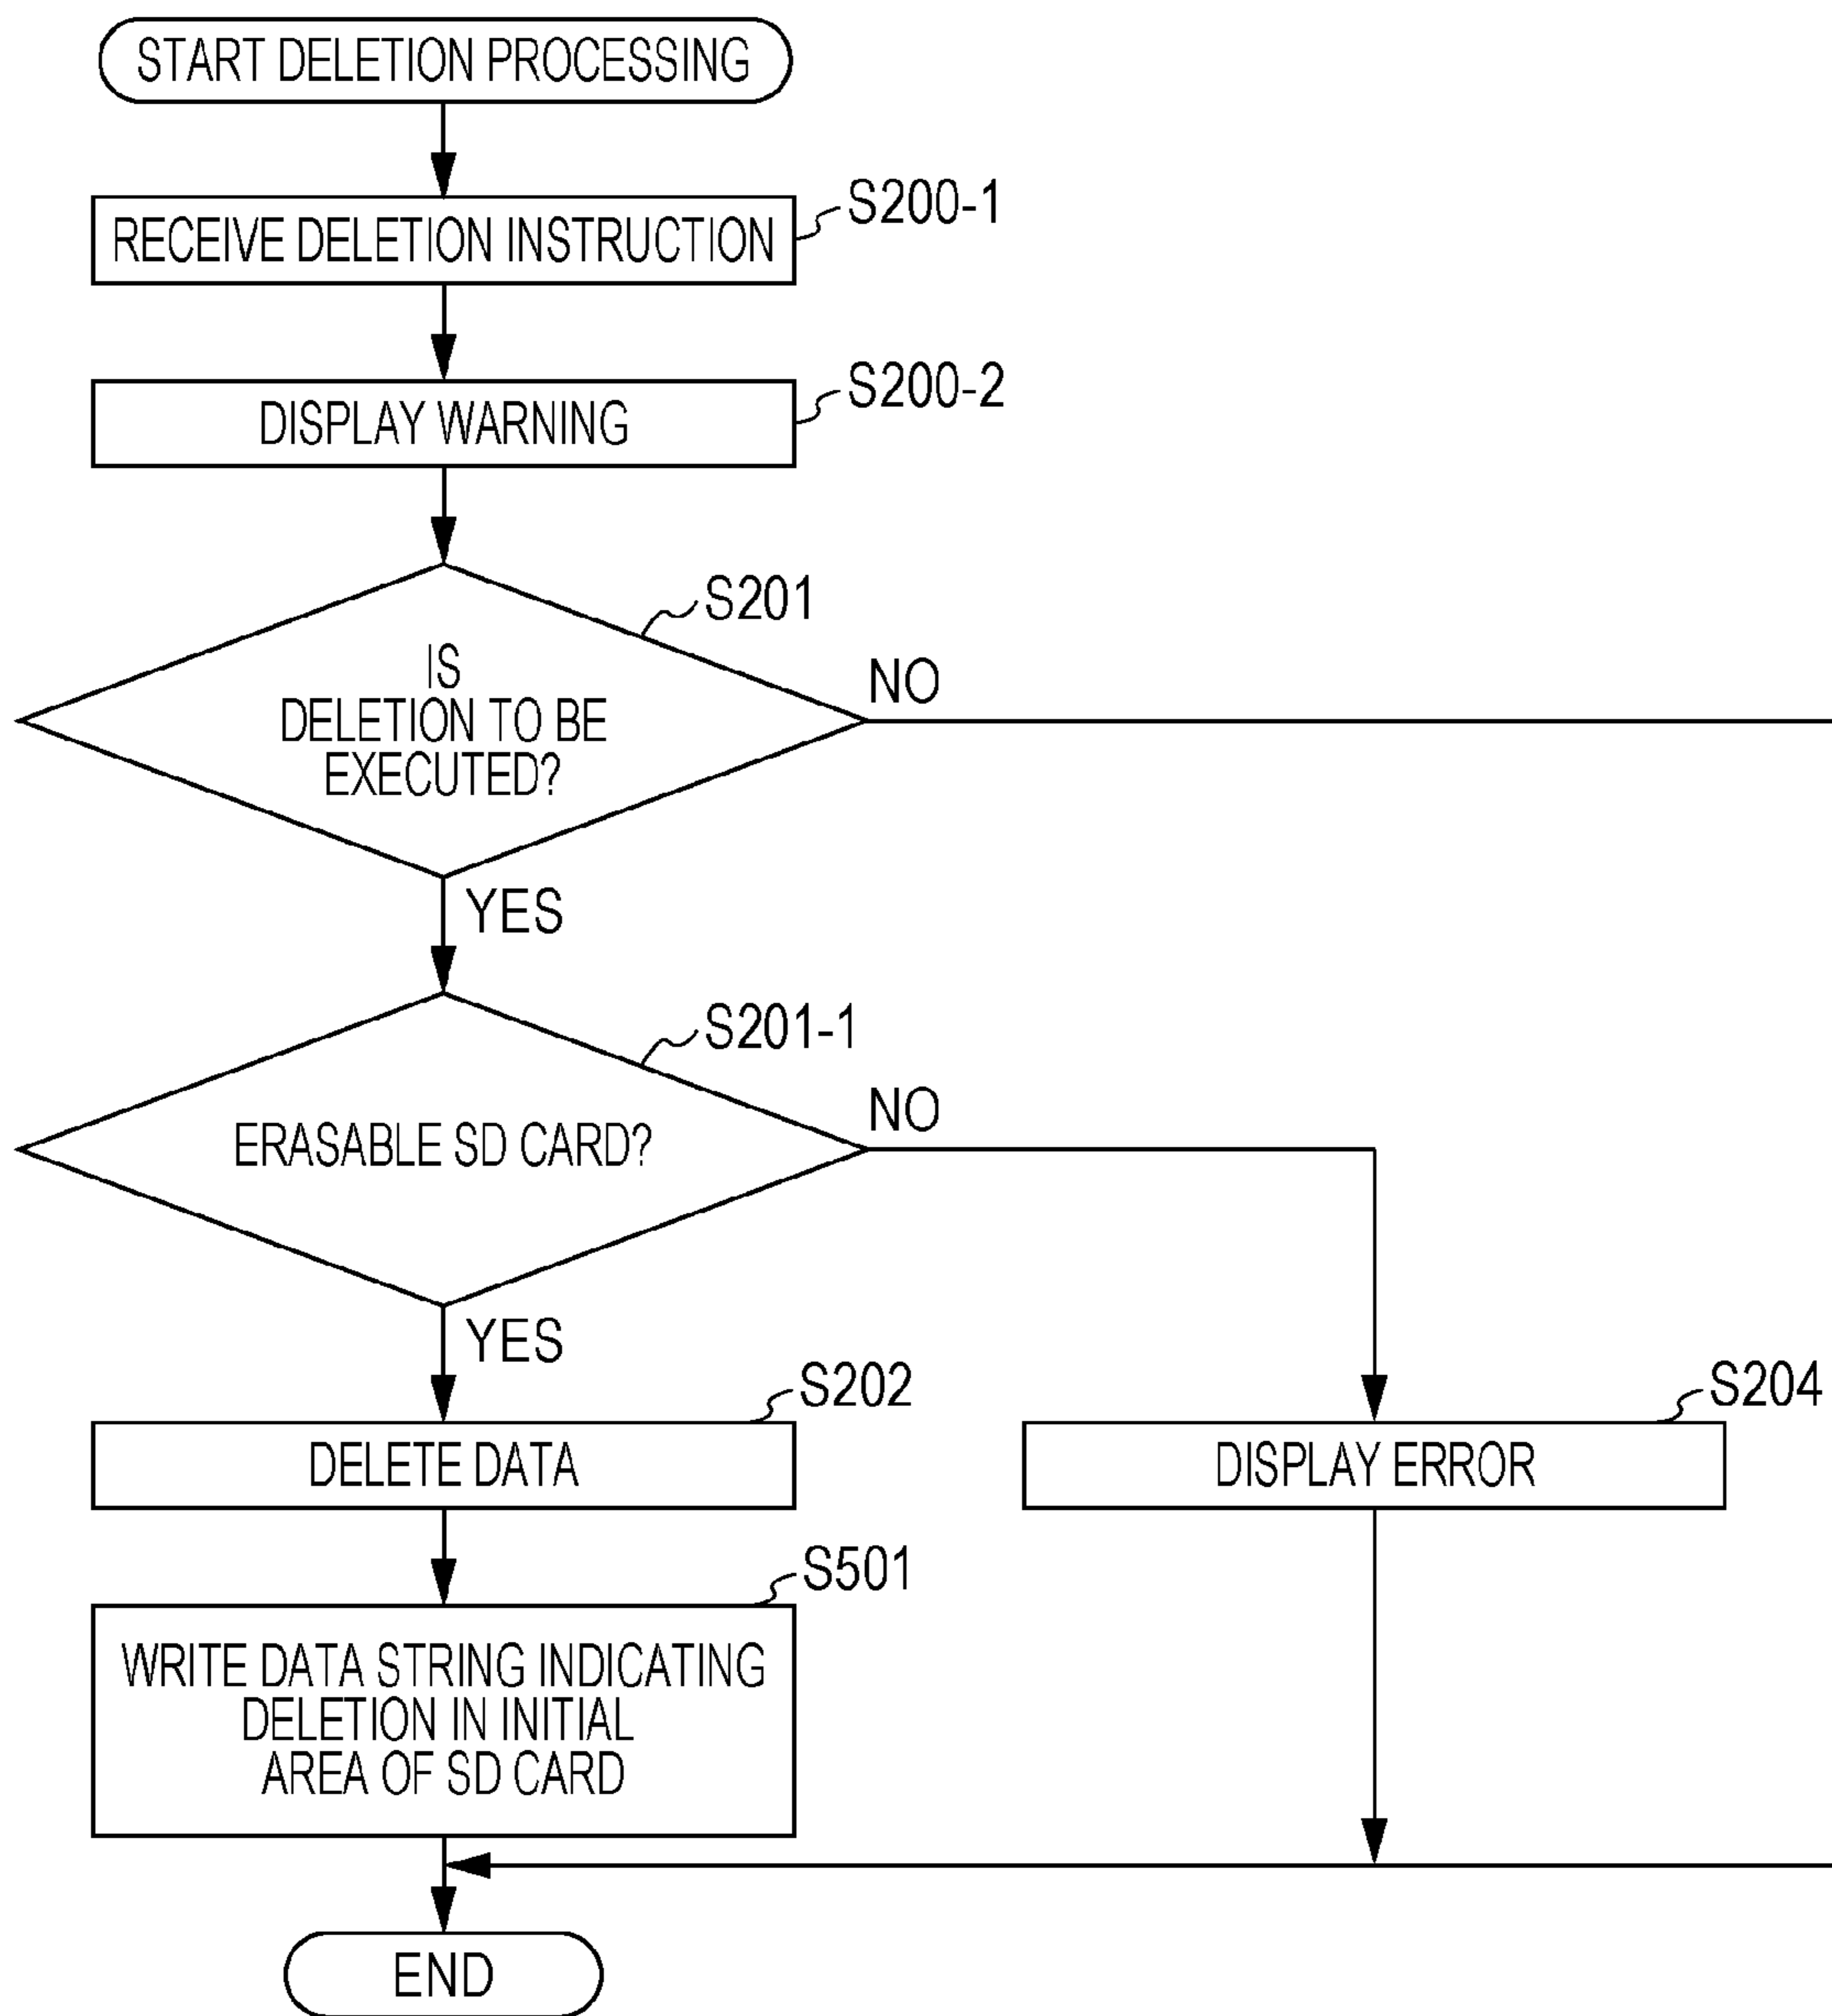 START DELETION PROCESSING
S200-1
RECEIVE DELETION INSTRUCTION
S200-2
DISPLAY WARNING
S201
IS
DELETION TO BE
EXECUTED?
NO
YES
S201-1
ERASABLE SD CARD?
NO
YES
S202
DELETE DATA
S204
DISPLAY ERROR
S501
WRITE DATA STRING INDICATING
DELETION IN INITIAL
AREA OF SD CARD
END